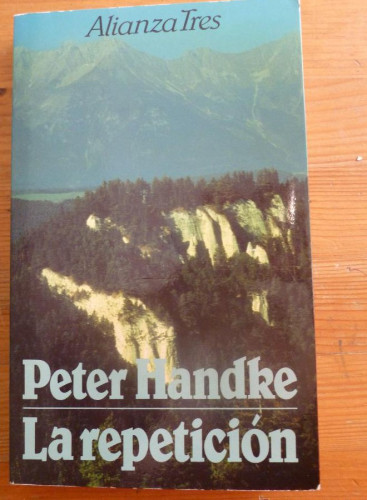 Alianza Tres
Peter Handke
La repetición